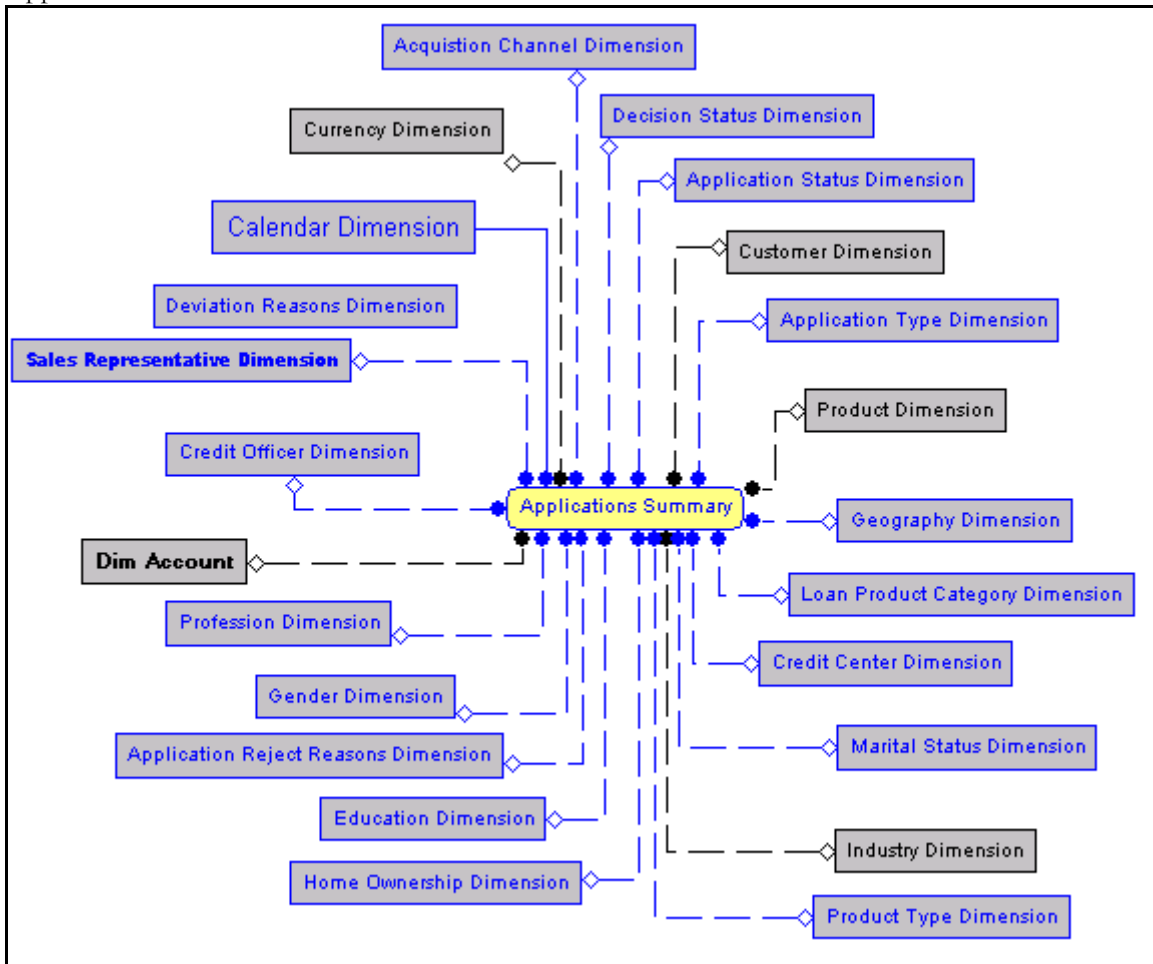 Acquistion Channel Dimension
Decision Status Dimension
Currency Dimension
Application Status Dimension
Calendar Dimension
Customer Dimension
Deviation Reasons Dimension
Application Type Dimension
Sales Representative Dimension
Product Dimension
Credit Officer Dimension
Applications Summary
Geography Dimension
Dim Account
Loan Product Category Dimension
Profession Dimension
Credit Center Dimension
Gender Dimension
Application Reject Reasons Dimension
Marital Status Dimension
Education Dimension
Industry Dimension
Home Ownership Dimension
Product Type Dimension